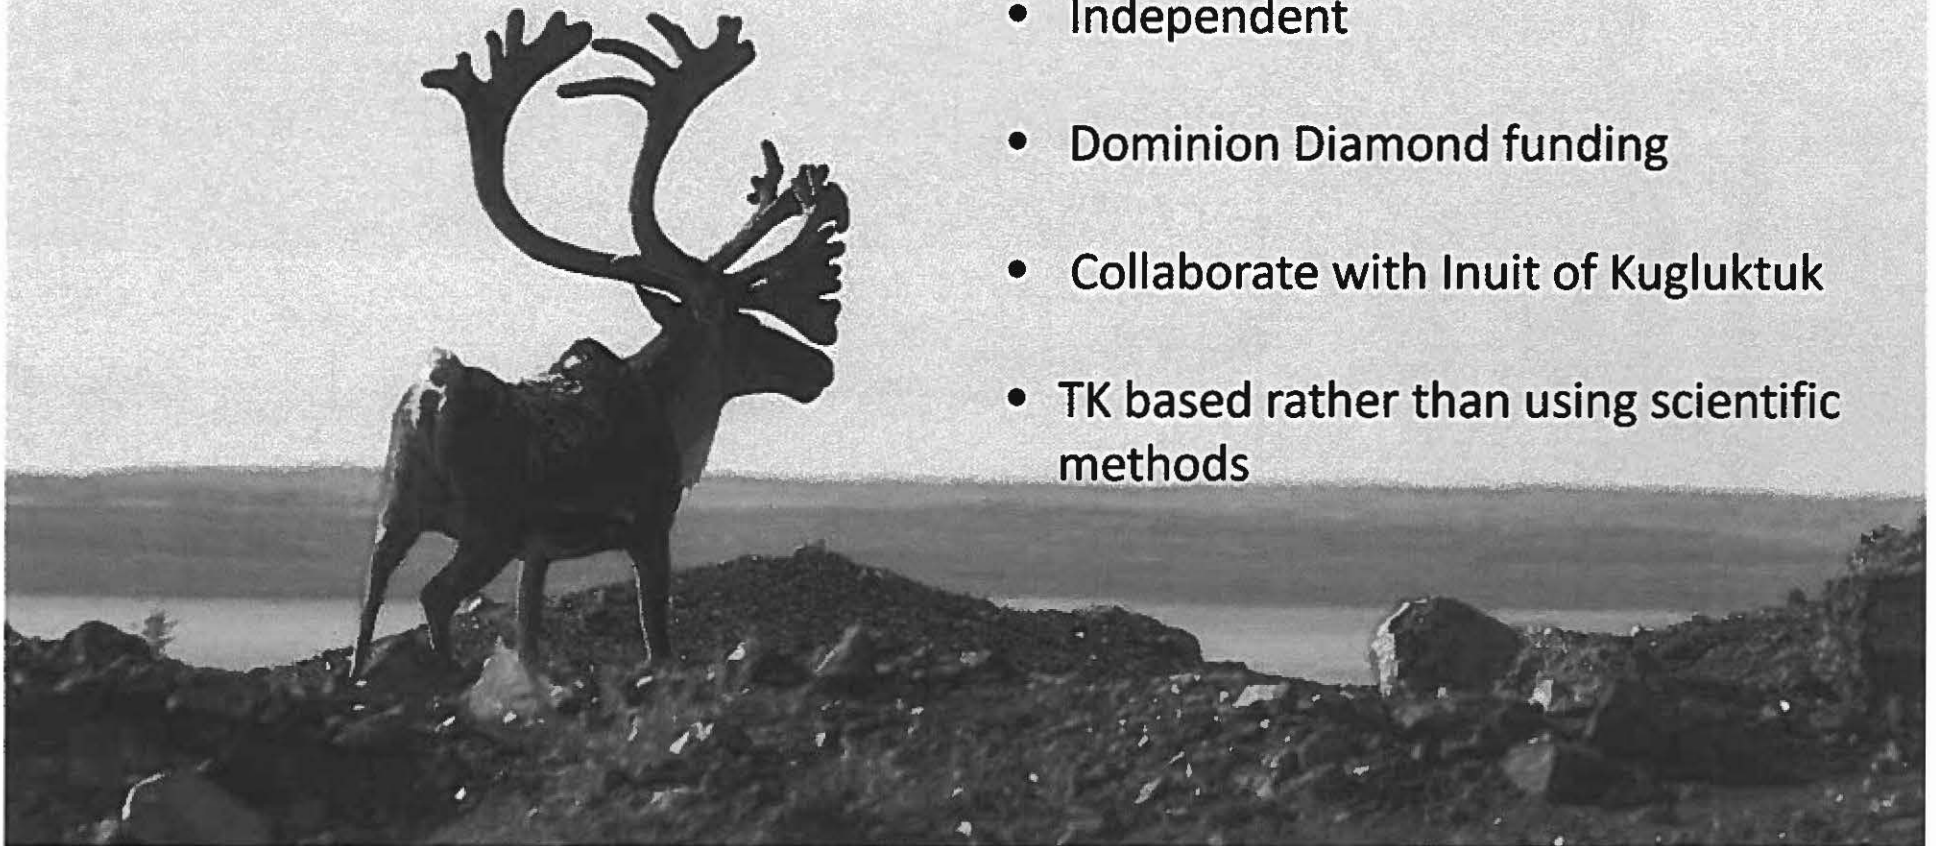 • Independent
• Dominion Diamond funding
• Collaborate with Inuit of Kugluktuk
• TK based rather than using scientific
methods